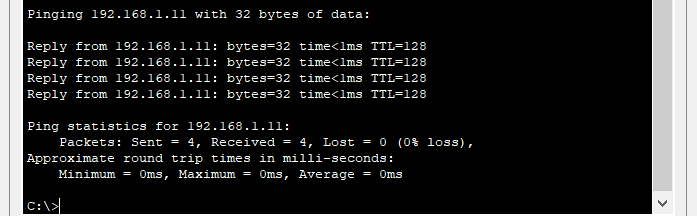 Pinging 192.168.1.11 with 32 bytes of data:
Reply from 192.168.1.11: bytes=32 time<1ms TTL=128
Reply from 192.168.1.11: bytes=32 time<1ms TTL=128
Reply from 192.168.1.11: bytes=32 time<1ms TTL=128
Reply from 192.168.1.11: bytes=32 time<1ms TTL=128
Ping statistics for 192.168.1.11:
Packets: Sent = 4, Received = 4, Lost = 0 (0% loss),
Approximate round trip times in milli-seconds:
Minimum = 0ms, Maximum = 0ms, Average = 0ms
C:\>